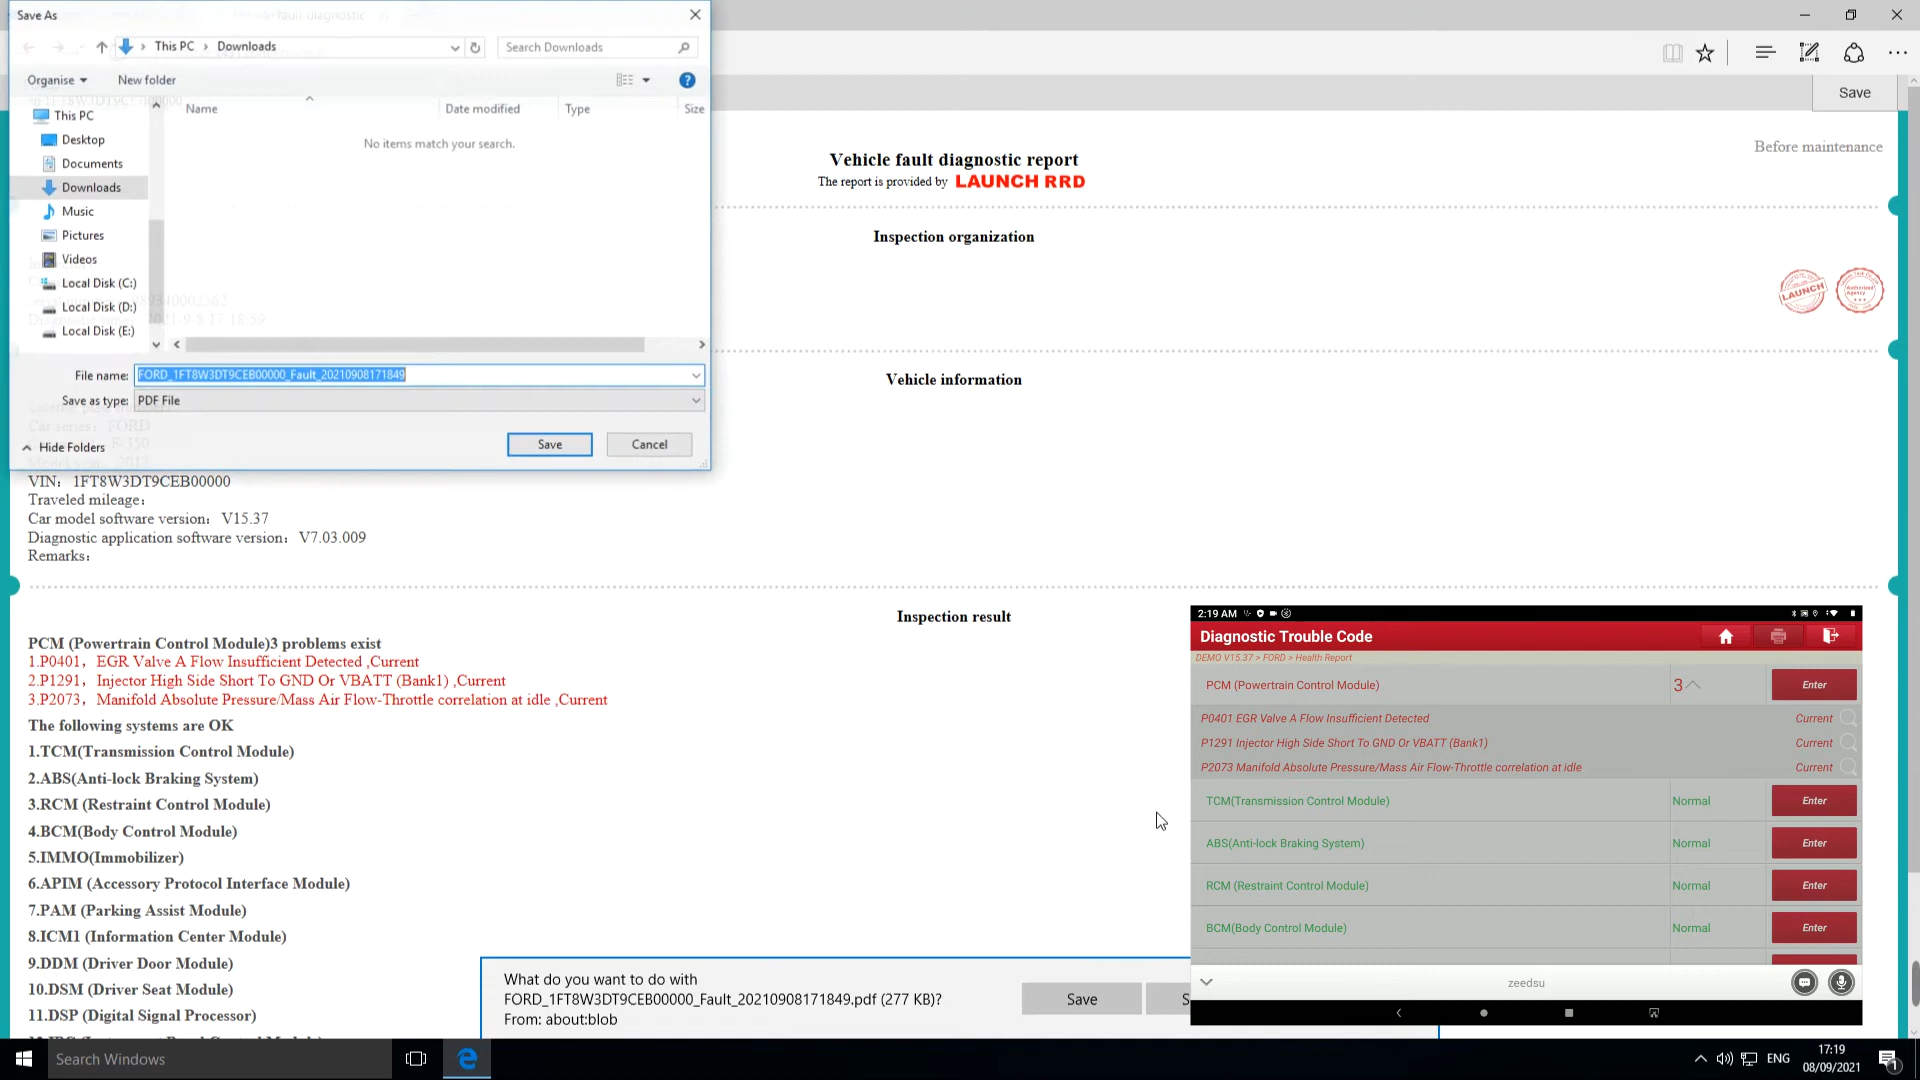 Save As
This PC > Downloads
Search Downloads
Organise
New folder
Name
Date modified
Type
Size
No items match your search.
This PC
Desktop
Documents
Downloads
Music
Pictures
Videos
Local Disk (C:)
Local Disk (D:)
Local Disk (E:)
File name: FORD_1FT8W3DT9CEB00000_Fault_20210908171849
Save as type: PDF File
Hide Folders
Save
Cancel
Save
Before maintenance
Vehicle fault diagnostic report
The report is provided by LAUNCH RRD
Inspection organization
LAUNCH
Vehicle information
VIN: 1FT8W3DT9CEB00000
Traveled mileage:
Car model software version: V15.37
Diagnostic application software version: V7.03.009
Remarks:
Inspection result
PCM (Powertrain Control Module)3 problems exist
1.P0401, EGR Valve A Flow Insufficient Detected ,Current
2.P1291, Injector High Side Short To GND Or VBATT (Bank1) ,Current
3.P2073, Manifold Absolute Pressure/Mass Air Flow-Throttle correlation at idle ,Current
The following systems are OK
1.TCM(Transmission Control Module)
2.ABS(Anti-lock Braking System)
3.RCM (Restraint Control Module)
4.BCM(Body Control Module)
5.IMMO(Immobilizer)
6.APIM (Accessory Protocol Interface Module)
7.PAM (Parking Assist Module)
8.ICM1 (Information Center Module)
9.DDM (Driver Door Module)
10.DSM (Driver Seat Module)
11.DSP (Digital Signal Processor)
What do you want to do with
FORD_1FT8W3DT9CEB00000_Fault_20210908171849.pdf (277 KB)?
From: about:blob
Save
S
2:19 AM
Diagnostic Trouble Code
DEMO V15.37 > FORD > Health Report
PCM (Powertrain Control Module) 3 Enter
P0401 EGR Valve A Flow Insufficient Detected Current
P1291 Injector High Side Short To GND Or VBATT (Bank1) Current
P2073 Manifold Absolute Pressure/Mass Air Flow-Throttle correlation at idle Current
TCM(Transmission Control Module) Normal Enter
ABS(Anti-lock Braking System) Normal Enter
RCM (Restraint Control Module) Normal Enter
BCM(Body Control Module) Normal Enter
zeedsu
Search Windows
ENG
17:19
08/09/2021
1